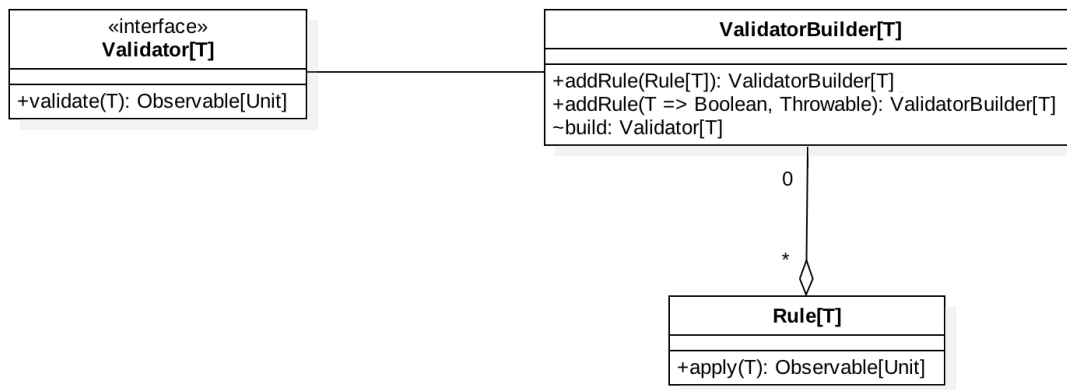 «interface»
Validator[T]
+validate(T): Observable[Unit]
ValidatorBuilder[T]
+addRule(Rule[T]): ValidatorBuilder[T]
+addRule(T => Boolean, Throwable): ValidatorBuilder[T]
~build: Validator[T]
0
*
Rule[T]
+apply(T): Observable[Unit]